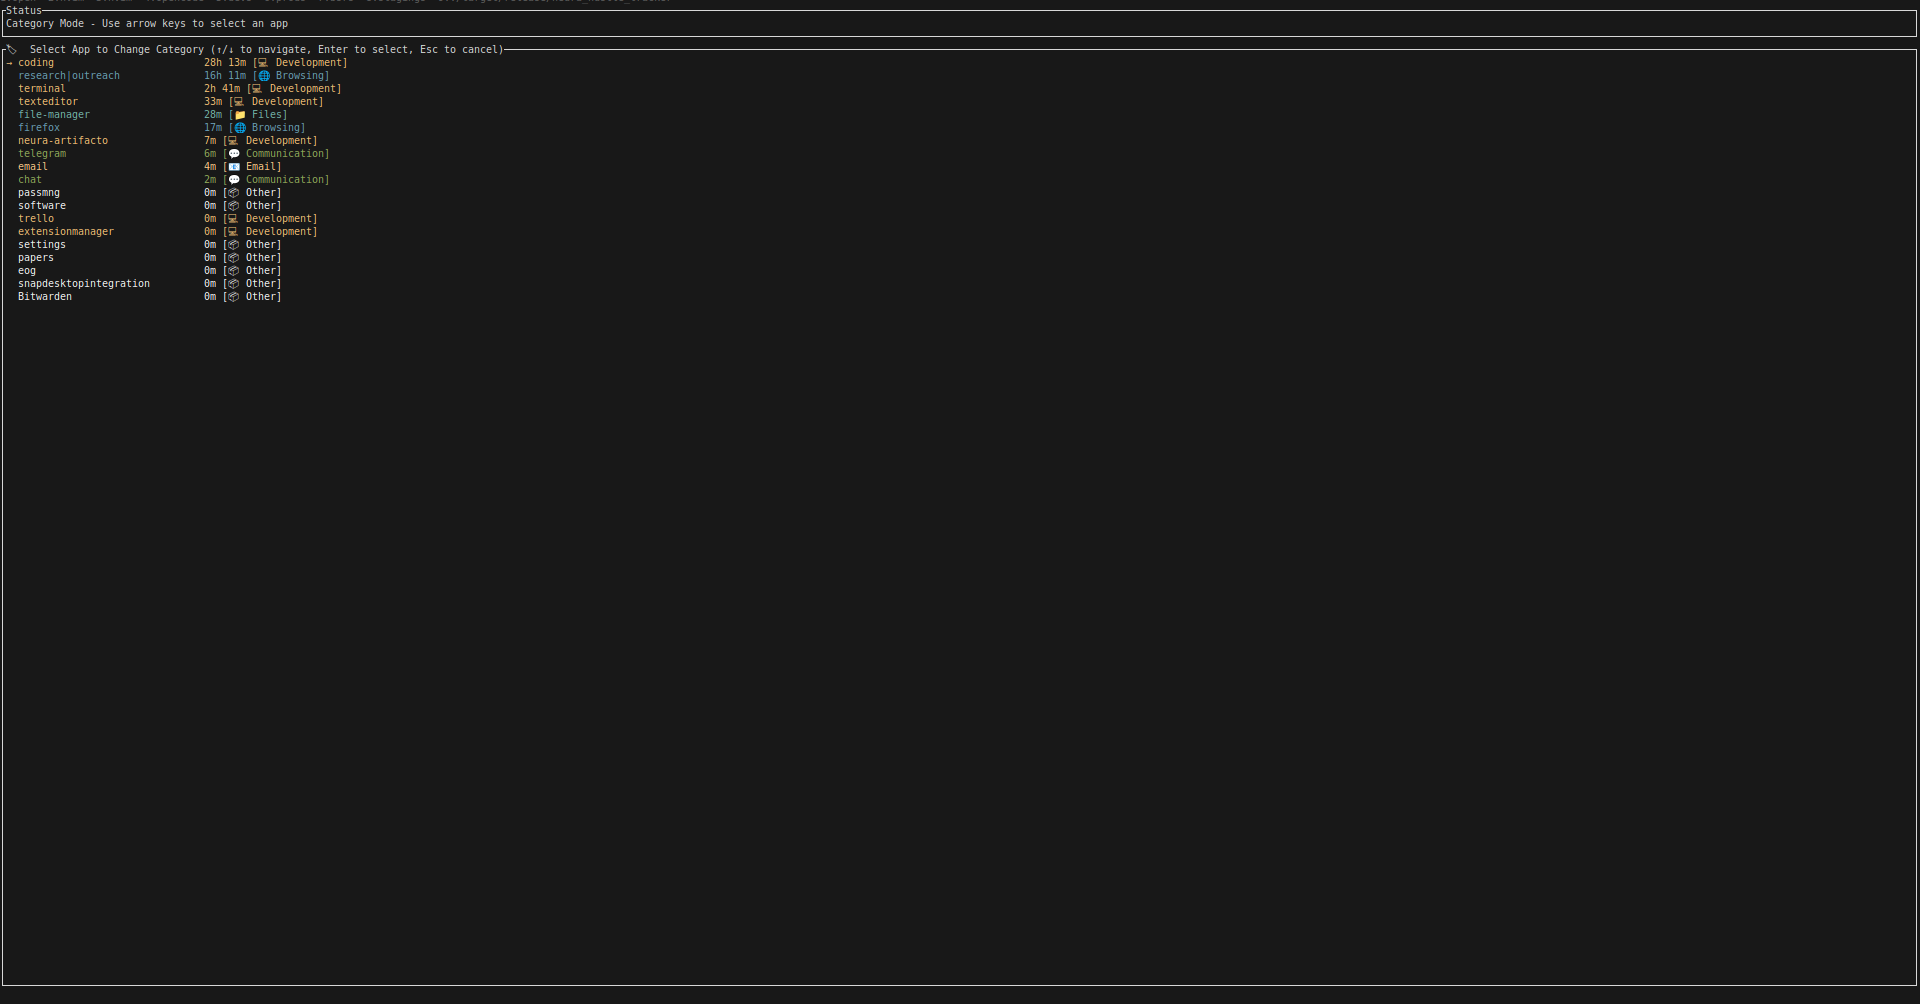 Status
Category Mode - Use arrow keys to select an app
🏷 Select App to Change Category (↑/↓ to navigate, Enter to select, Esc to cancel)
→ coding 28h 13m [💻 Development]
research|outreach 16h 11m [🌐 Browsing]
terminal 2h 41m [💻 Development]
texteditor 33m [💻 Development]
file-manager 28m [📁 Files]
firefox 17m [🌐 Browsing]
neura-artifacto 7m [💻 Development]
telegram 6m [💬 Communication]
email 4m [📧 Email]
chat 2m [💬 Communication]
passmng 0m [📦 Other]
software 0m [📦 Other]
trello 0m [💻 Development]
extensionmanager 0m [💻 Development]
settings 0m [📦 Other]
papers 0m [📦 Other]
eog 0m [📦 Other]
snapdesktopintegration 0m [📦 Other]
Bitwarden 0m [📦 Other]